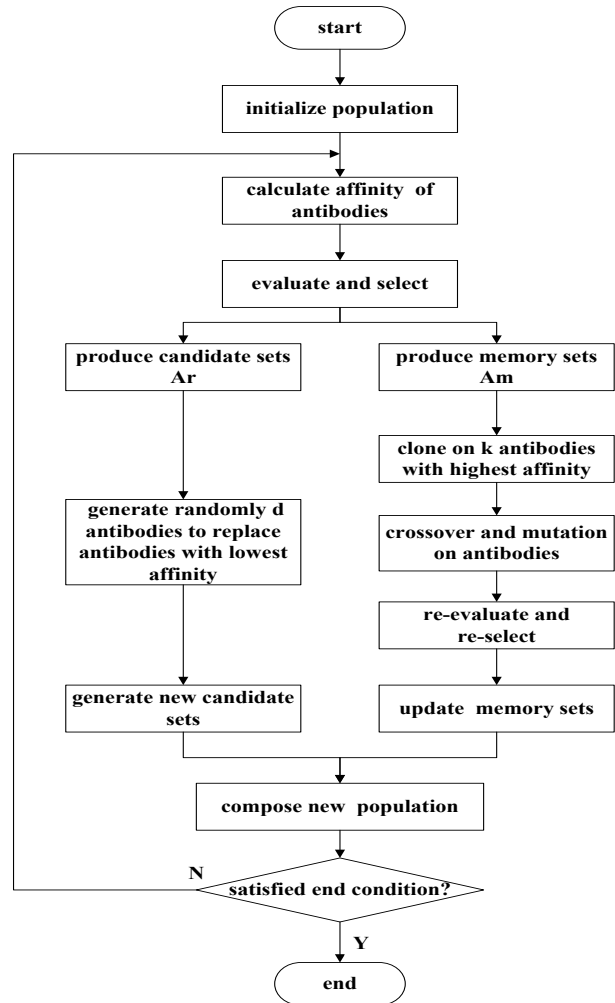 start
initialize population
calculate affinity of
antibodies
evaluate and select
produce candidate sets
Ar
produce memory sets
Am
clone on k antibodies
with highest affinity
generate randomly d
antibodies to replace
antibodies with lowest
affinity
crossover and mutation
on antibodies
re-evaluate and
re-select
generate new candidate
sets
update memory sets
compose new population
N
satisfied end condition?
Y
end